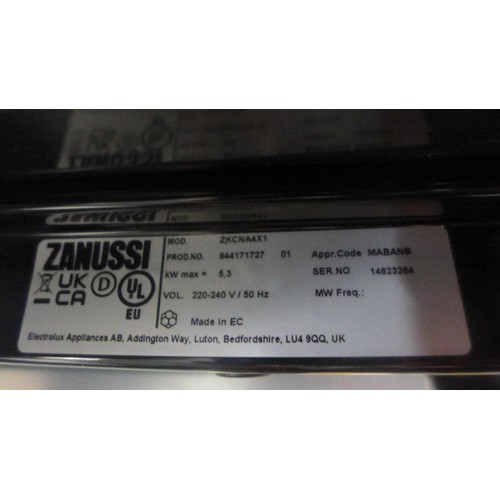 ZANUSSI
MOD. ZKCNA4X1
PROD.NO. 944171727 01 Appr.Code MABANB
kW max = 5,3 SER.NO 14623264
VOL. 220-240 V / 50 Hz MW Freq.:
UK
CA
D
UL
EU
Made in EC
Electrolux Appliances AB, Addington Way, Luton, Bedfordshire, LU4 9QQ, UK